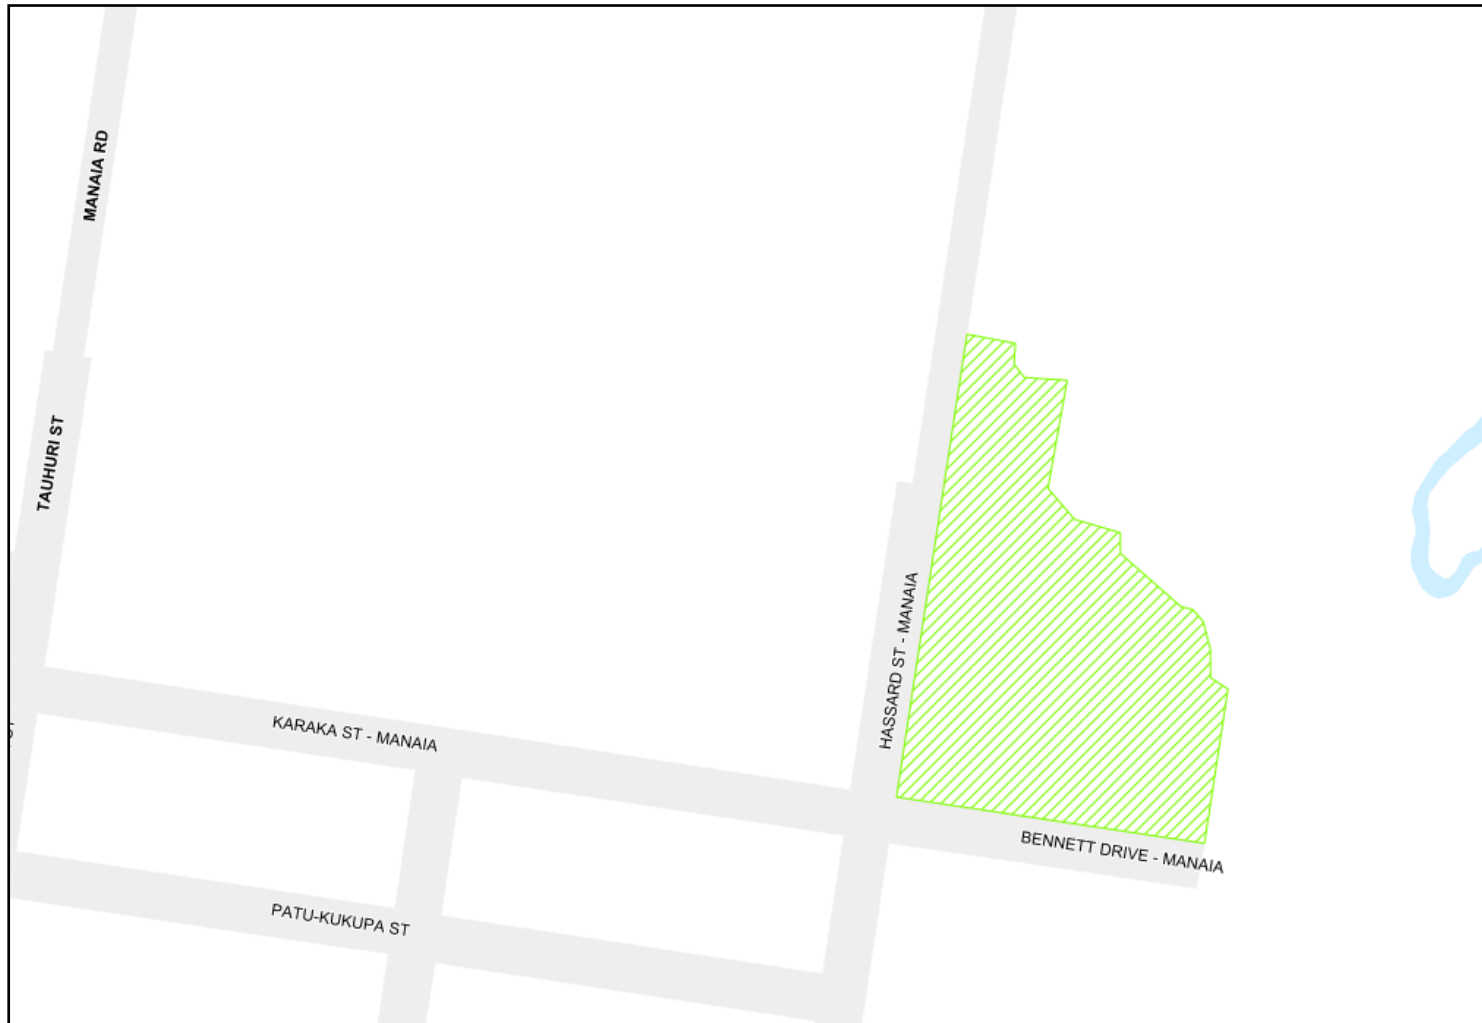 MANAIA RD
TAUHURI ST
HASSARD ST - MANAIA
KARAKA ST - MANAIA
BENNETT DRIVE - MANAIA
PATU-KUKUPA ST